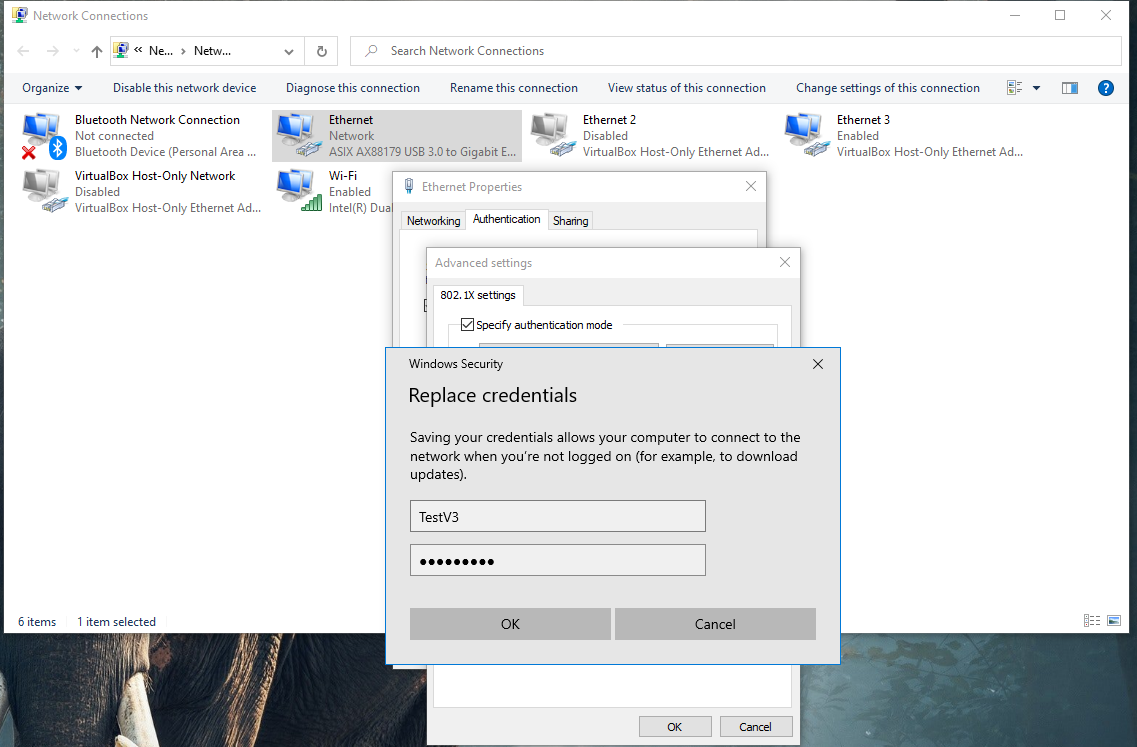 Network Connections
« Ne... › Netw...
Search Network Connections
Organize
Disable this network device
Diagnose this connection
Rename this connection
View status of this connection
Change settings of this connection
Bluetooth Network Connection
Not connected
Bluetooth Device (Personal Area ...
Ethernet
Network
ASIX AX88179 USB 3.0 to Gigabit E...
Ethernet 2
Disabled
VirtualBox Host-Only Ethernet Ad...
Ethernet 3
Enabled
VirtualBox Host-Only Ethernet Ad...
VirtualBox Host-Only Network
Disabled
VirtualBox Host-Only Ethernet Ad...
Wi-Fi
Enabled
Intel(R) Dual
Ethernet Properties
Networking
Authentication
Sharing
Advanced settings
802.1X settings
Specify authentication mode
Windows Security
Replace credentials
Saving your credentials allows your computer to connect to the
network when you're not logged on (for example, to download
updates).
TestV3
●●●●●●●●●
OK
Cancel
OK
Cancel
6 items
1 item selected